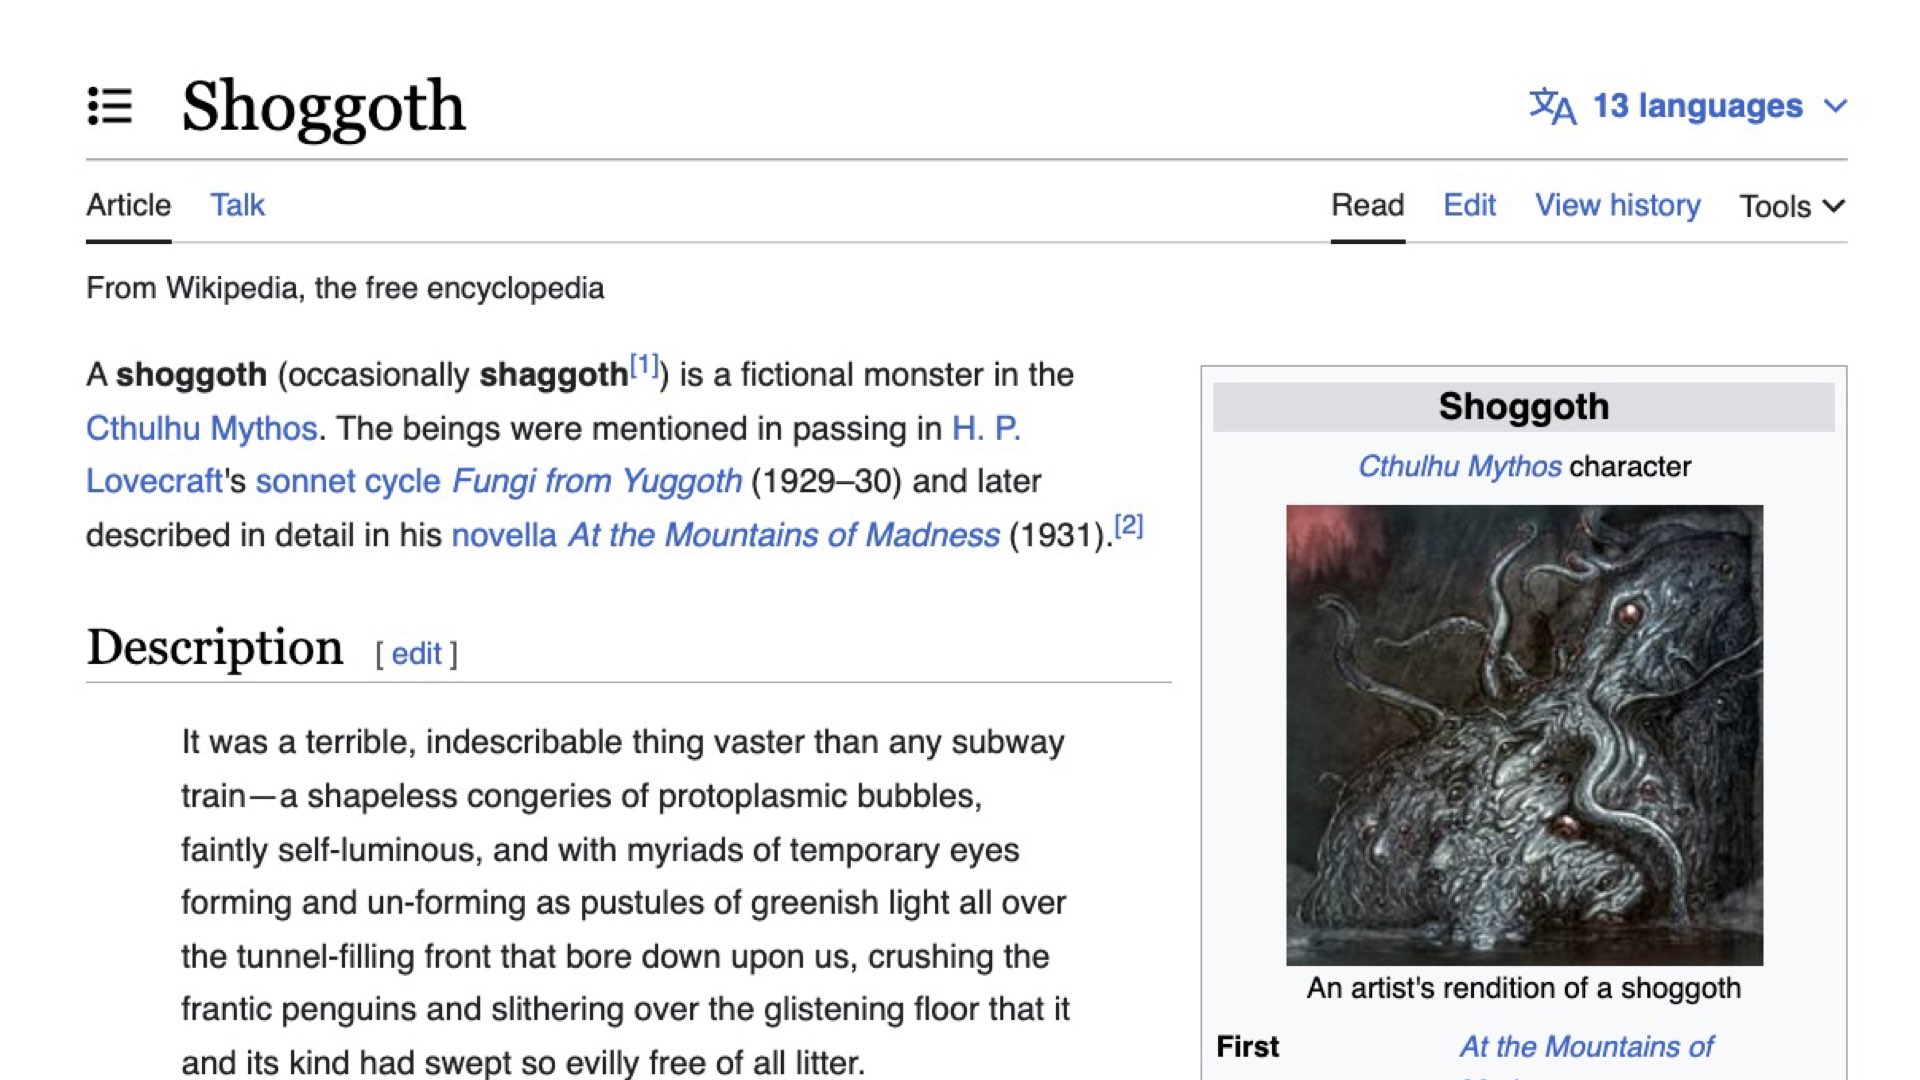 Shoggoth
13 languages
Article Talk
Read Edit View history Tools
From Wikipedia, the free encyclopedia
A shoggoth (occasionally shaggoth[1]) is a fictional monster in the
Cthulhu Mythos. The beings were mentioned in passing in H. P.
Lovecraft's sonnet cycle Fungi from Yuggoth (1929–30) and later
described in detail in his novella At the Mountains of Madness (1931).[2]
Description [ edit ]
It was a terrible, indescribable thing vaster than any subway
train—a shapeless congeries of protoplasmic bubbles,
faintly self-luminous, and with myriads of temporary eyes
forming and un-forming as pustules of greenish light all over
the tunnel-filling front that bore down upon us, crushing the
frantic penguins and slithering over the glistening floor that it
and its kind had swept so evilly free of all litter.
Shoggoth
Cthulhu Mythos character
An artist's rendition of a shoggoth
First At the Mountains of